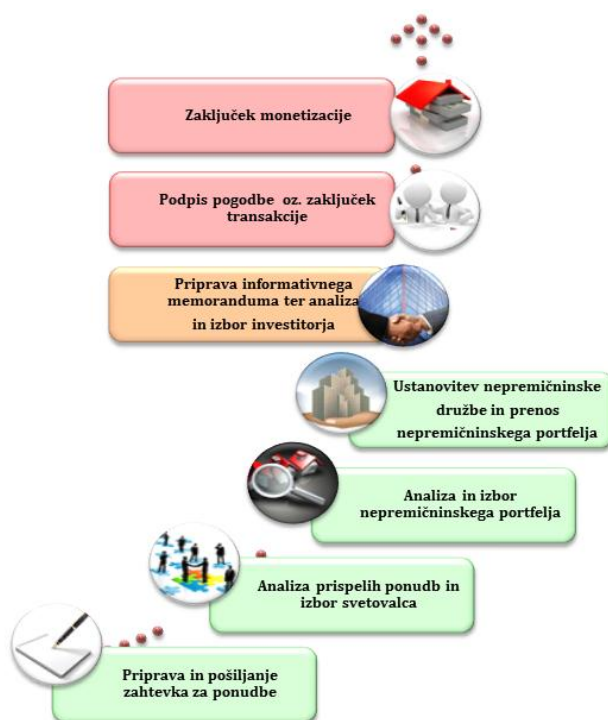 Zaključek monetizacije
Podpis pogodbe oz. zaključek
transakcije
Priprava informativnega
memoranduma ter analiza
in izbor investitorja
Ustanovitev nepremičninske
družbe in prenos
nepremičninskega portfelja
Analiza in izbor
nepremičninskega portfelja
Analiza prispelih ponudb in
izbor svetovalca
Priprava in pošiljanje
zahtevka za ponudbe